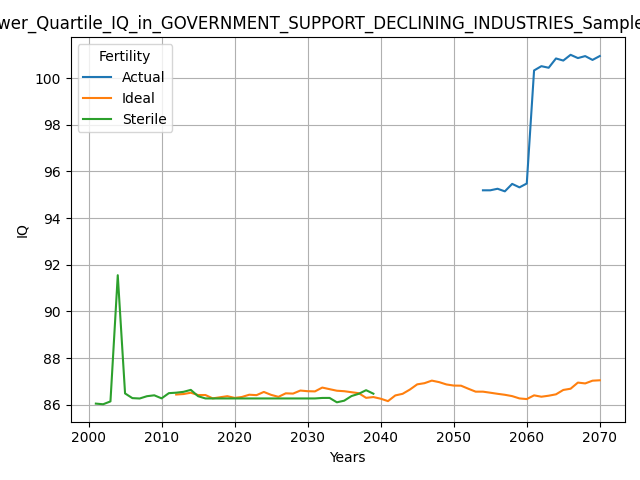 wer_Quartile_IQ_in_GOVERNMENT_SUPPORT_DECLINING_INDUSTRIES_Sample
Fertility
Actual
Ideal
Sterile
100
98
96
94
92
90
88
86
IQ
2000 2010 2020 2030 2040 2050 2060 2070
Years